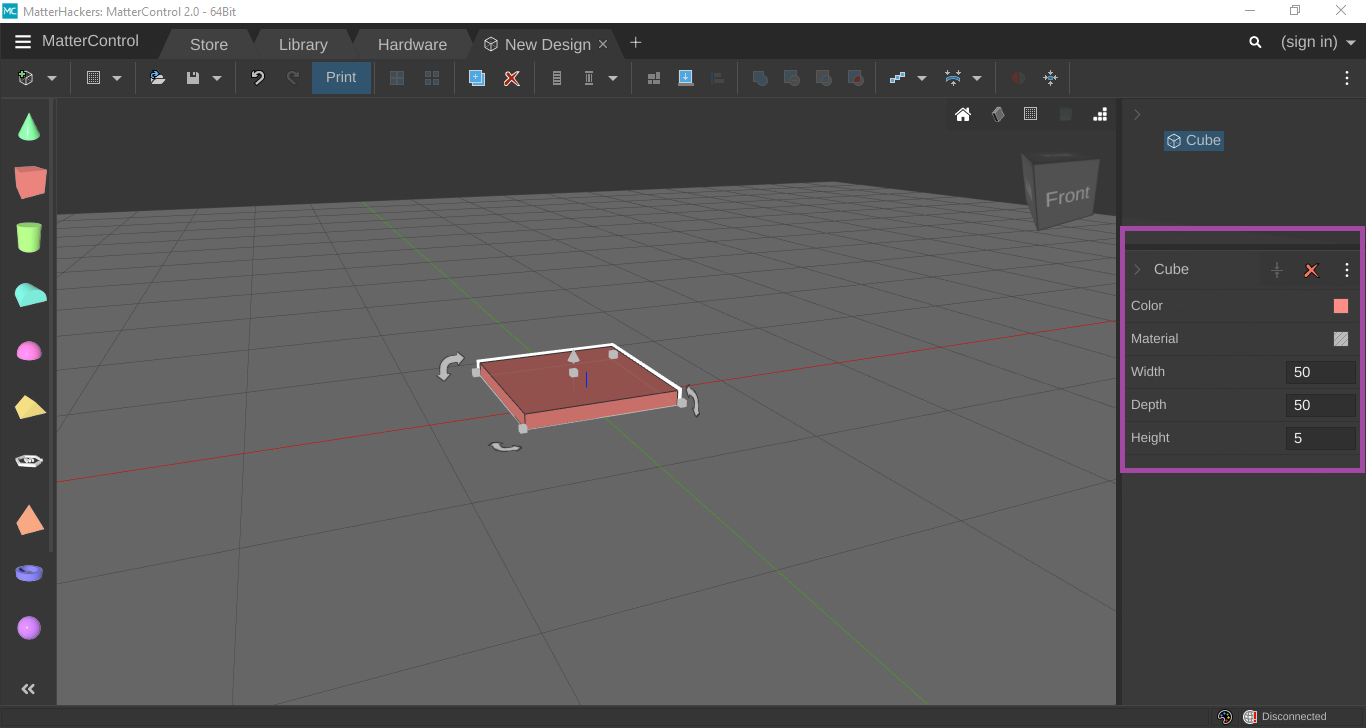 MC MatterHackers: MatterControl 2.0 - 64Bit
MatterControl Store Library Hardware New Design (sign in)
Print
Cube
Front
Cube
Color
Material
Width 50
Depth 50
Height 5
Disconnected